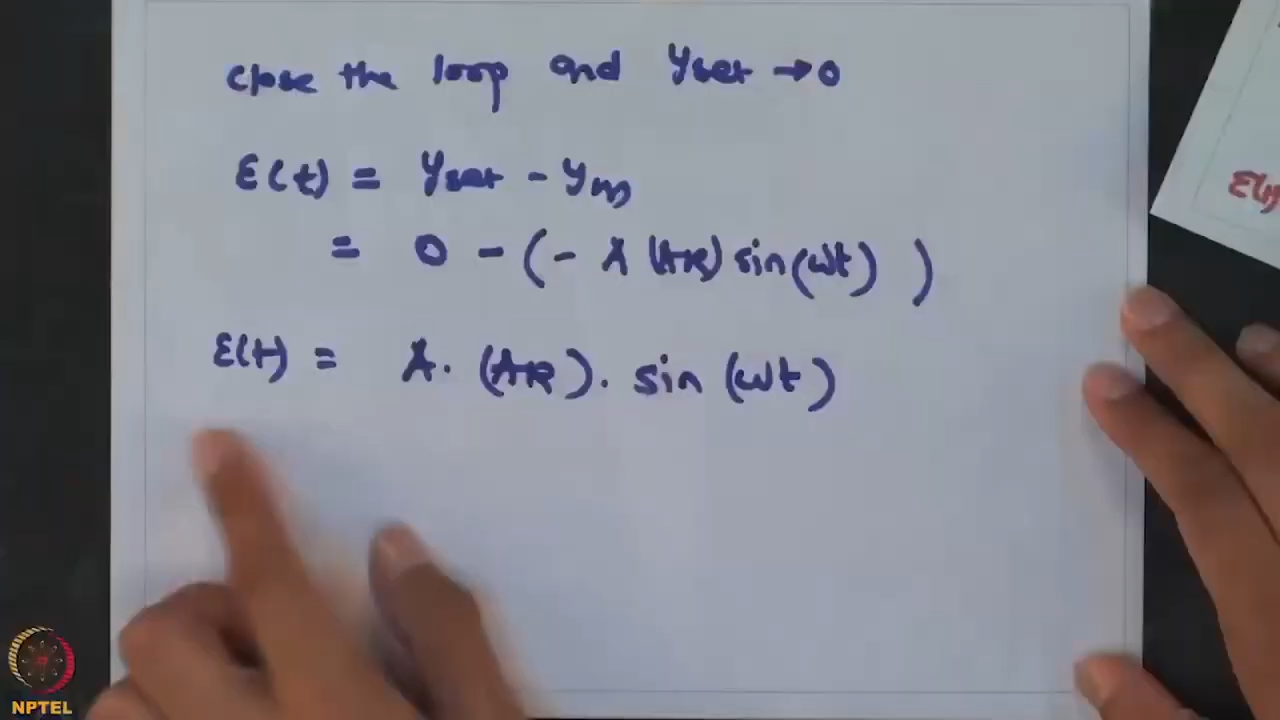 close the loop and yset → 0
ε(t) = yset - ym
= 0 - (- A (AR) sin(ωt) )
ε(t) = A. (AR). sin (ωt)
NPTEL